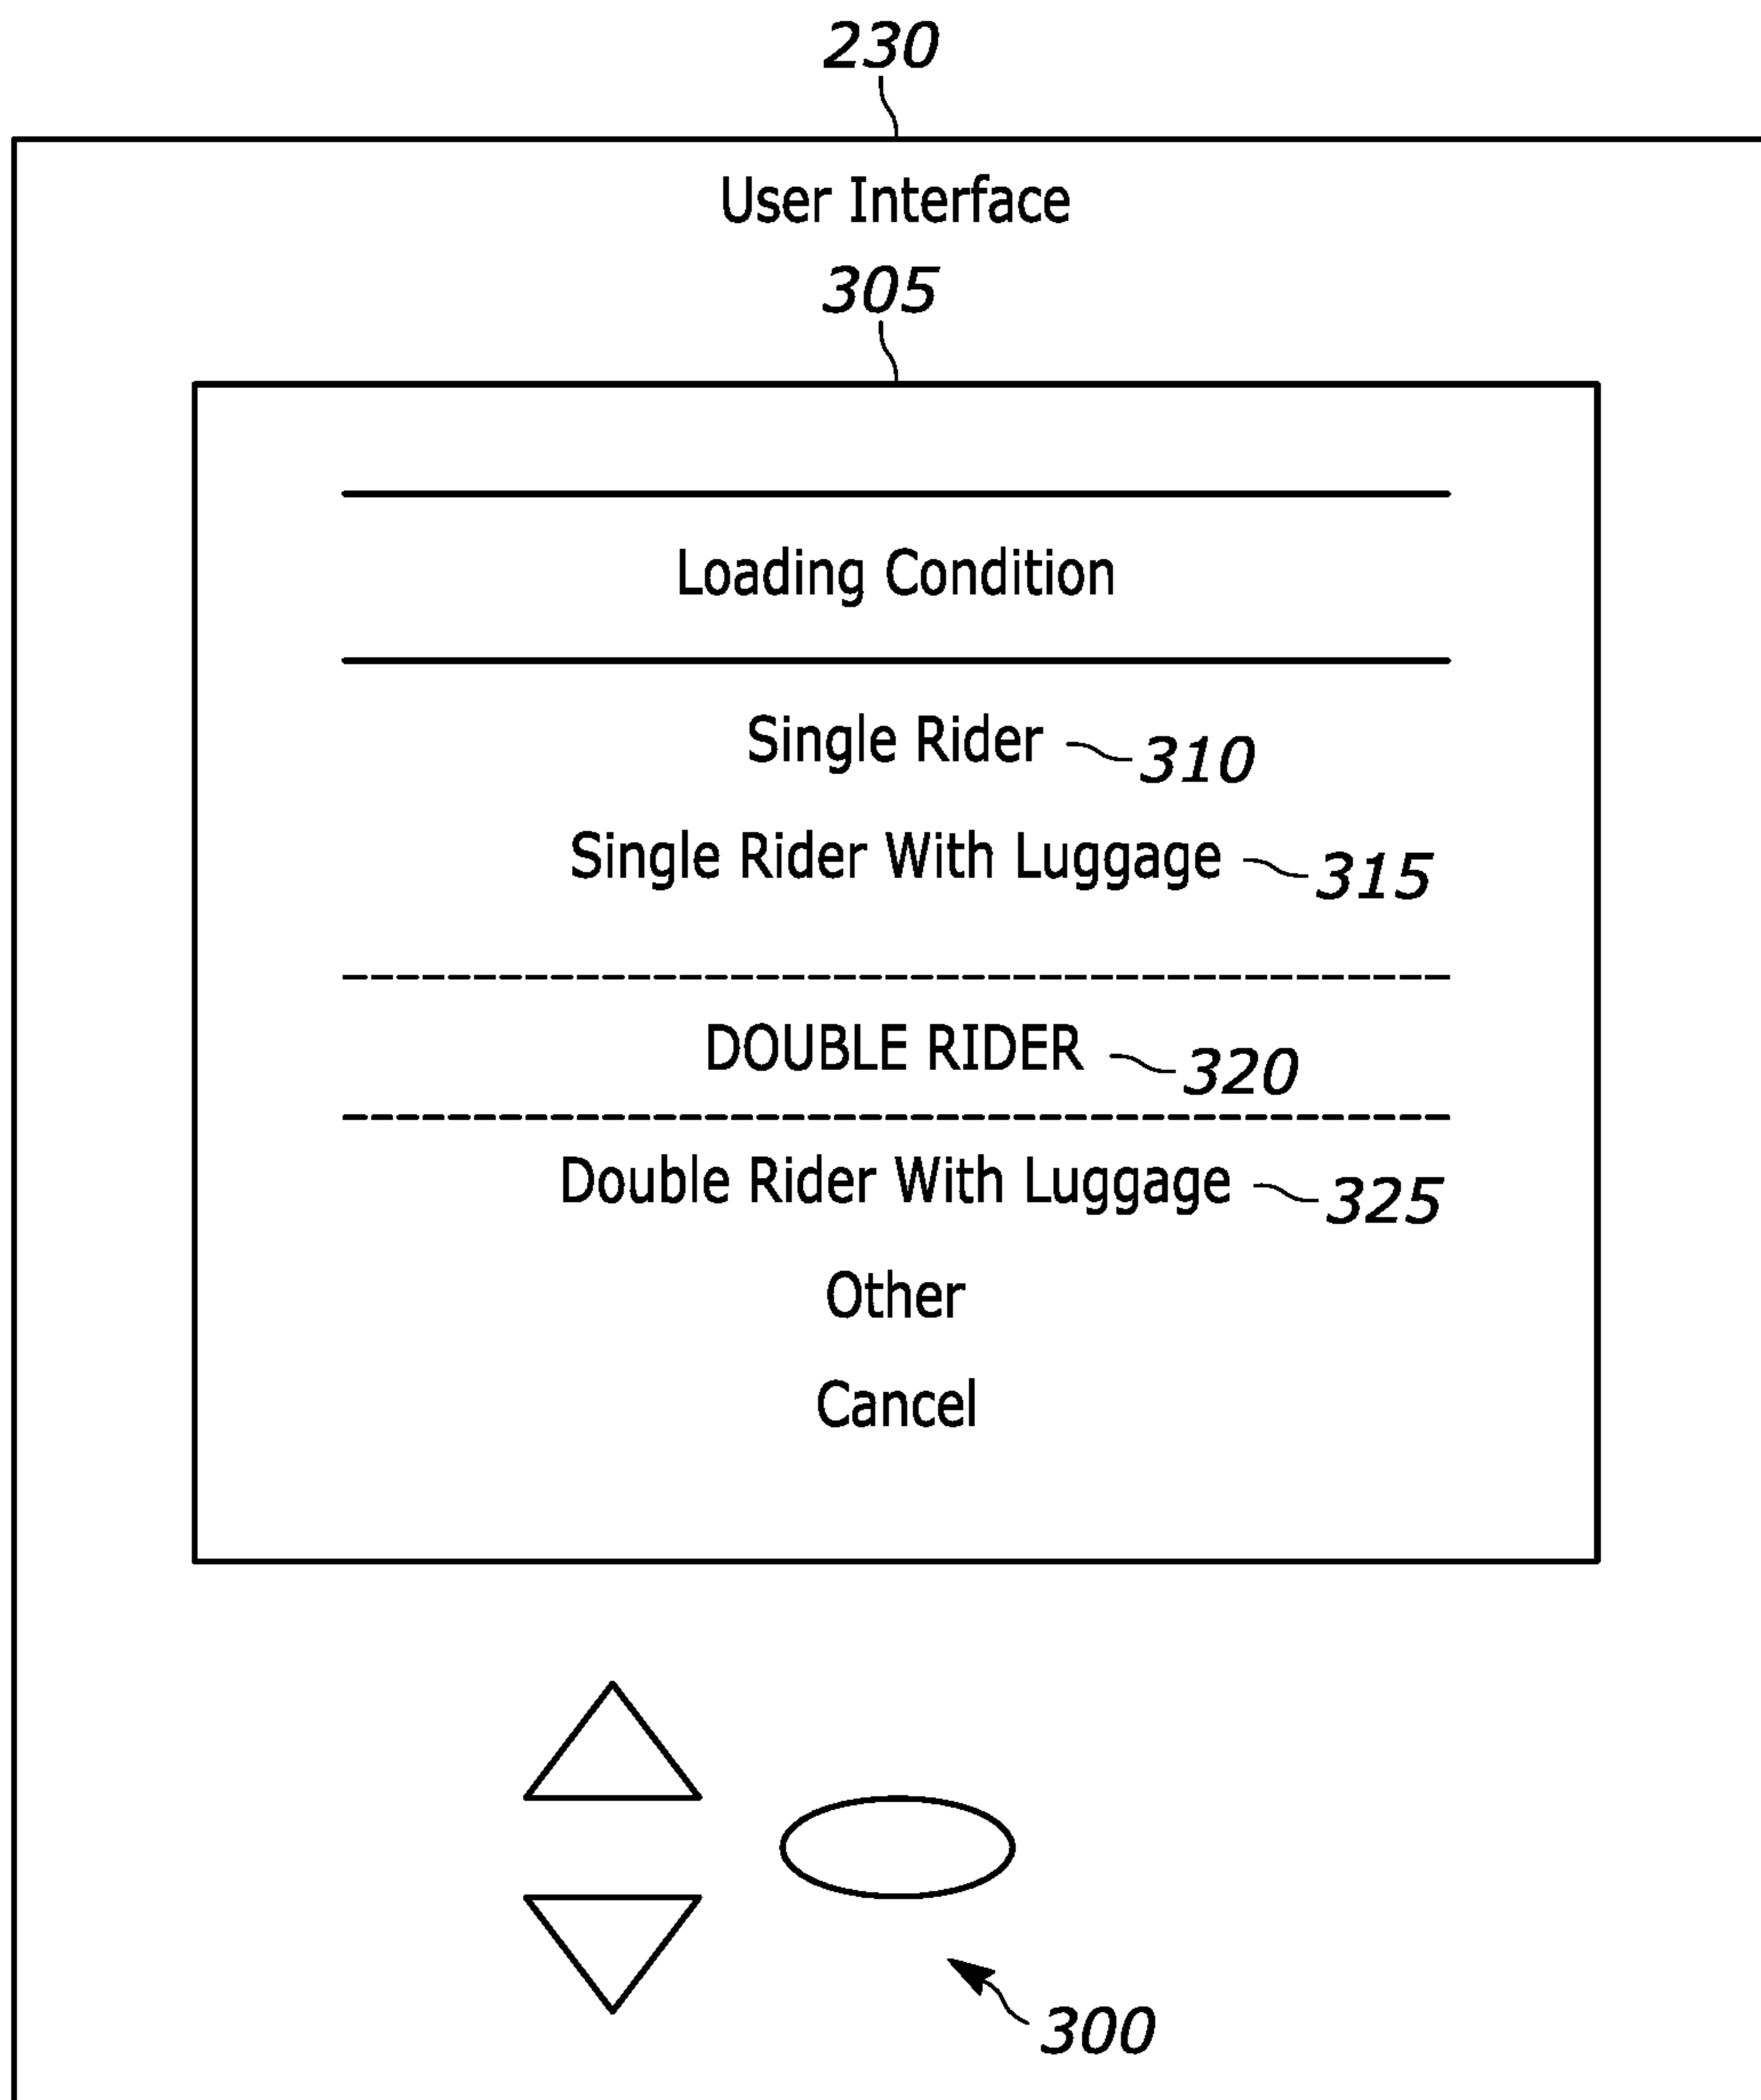 230
User Interface
305
Loading Condition
Single Rider 310
Single Rider With Luggage 315
DOUBLE RIDER 320
Double Rider With Luggage 325
Other
Cancel
300